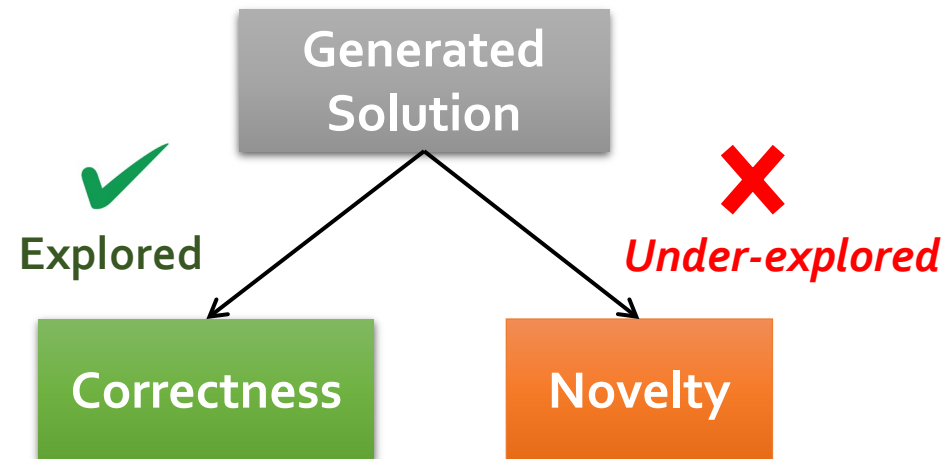 Generated
Solution
Explored
Under-explored
Correctness
Novelty